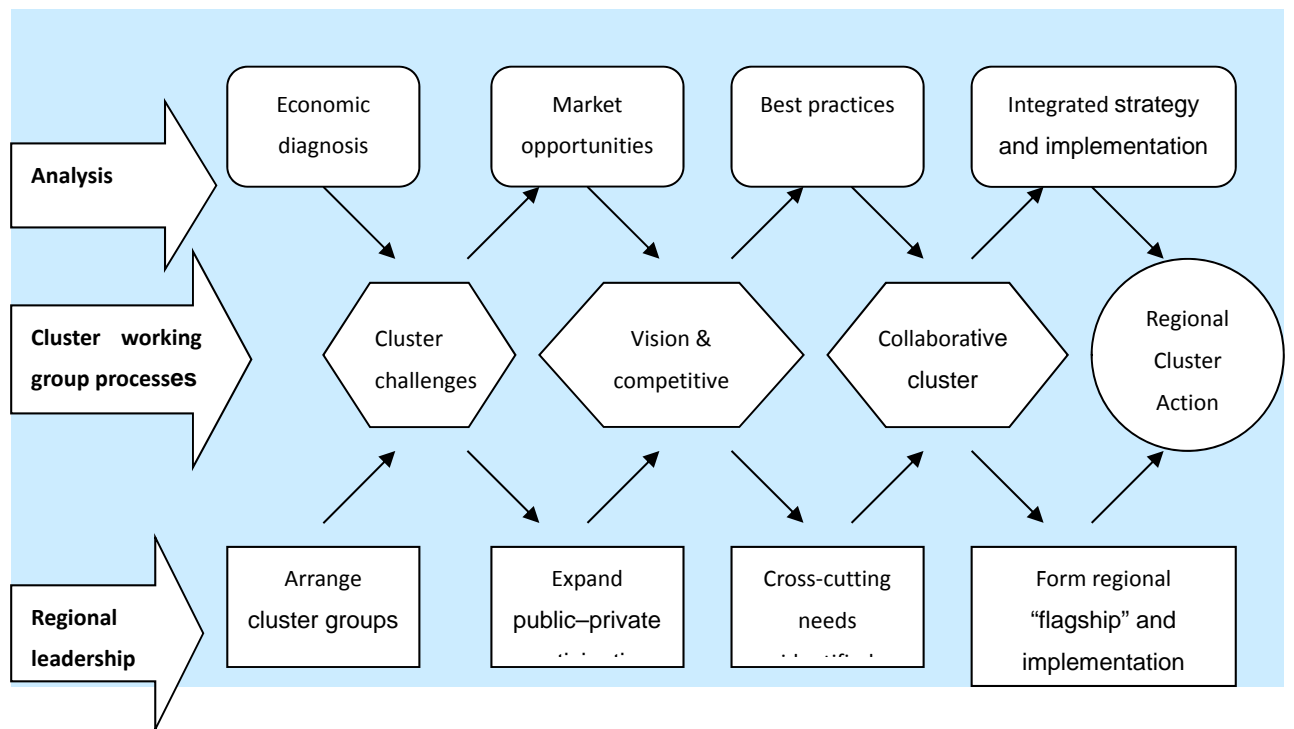 Economic
diagnosis
Market
opportunities
Best practices
Integrated strategy
and implementation
Analysis
Cluster working
group processes
Cluster
challenges
Vision &
competitive
Collaborative
cluster
Regional
Cluster
Action
Regional
leadership
Arrange
cluster groups
Expand
public–private
Cross-cutting
needs
Form regional
“flagship” and
implementation